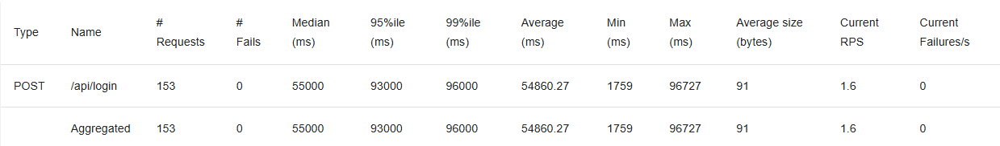 Type Name # Requests # Fails Median (ms) 95%ile (ms) 99%ile (ms) Average (ms) Min (ms) Max (ms) Average size (bytes) Current RPS Current Failures/s
POST /api/login 153 0 55000 93000 96000 54860.27 1759 96727 91 1.6 0
Aggregated 153 0 55000 93000 96000 54860.27 1759 96727 91 1.6 0